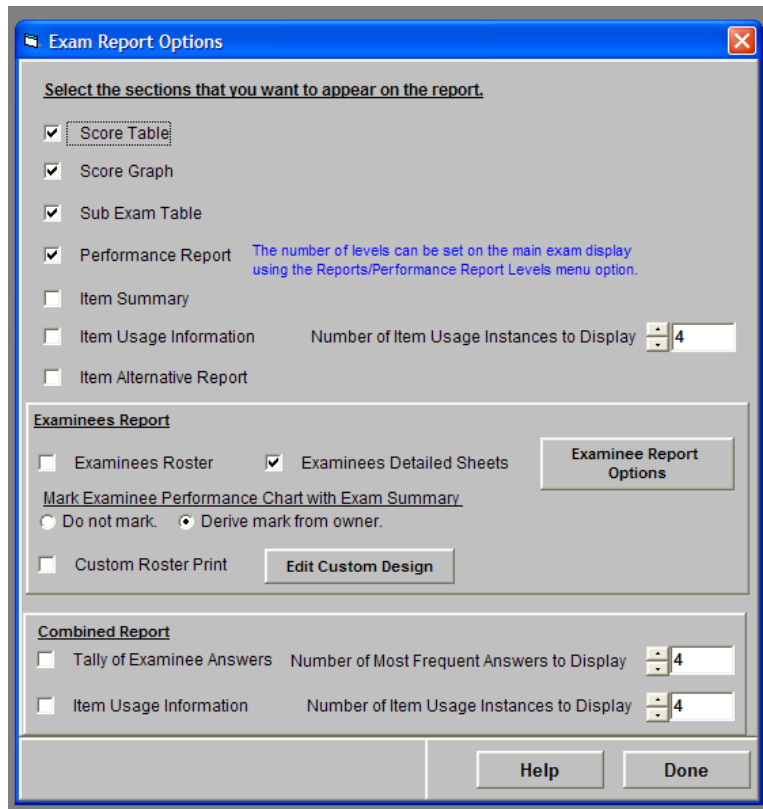 Exam Report Options
Select the sections that you want to appear on the report.
Score Table
Score Graph
Sub Exam Table
Performance Report The number of levels can be set on the main exam display
using the Reports/Performance Report Levels menu option.
Item Summary
Item Usage Information Number of Item Usage Instances to Display 4
Item Alternative Report
Examinees Report
Examinees Roster Examinees Detailed Sheets Examinee Report
Options
Mark Examinee Performance Chart with Exam Summary
Do not mark. Derive mark from owner.
Custom Roster Print Edit Custom Design
Combined Report
Tally of Examinee Answers Number of Most Frequent Answers to Display 4
Item Usage Information Number of Item Usage Instances to Display 4
Help Done